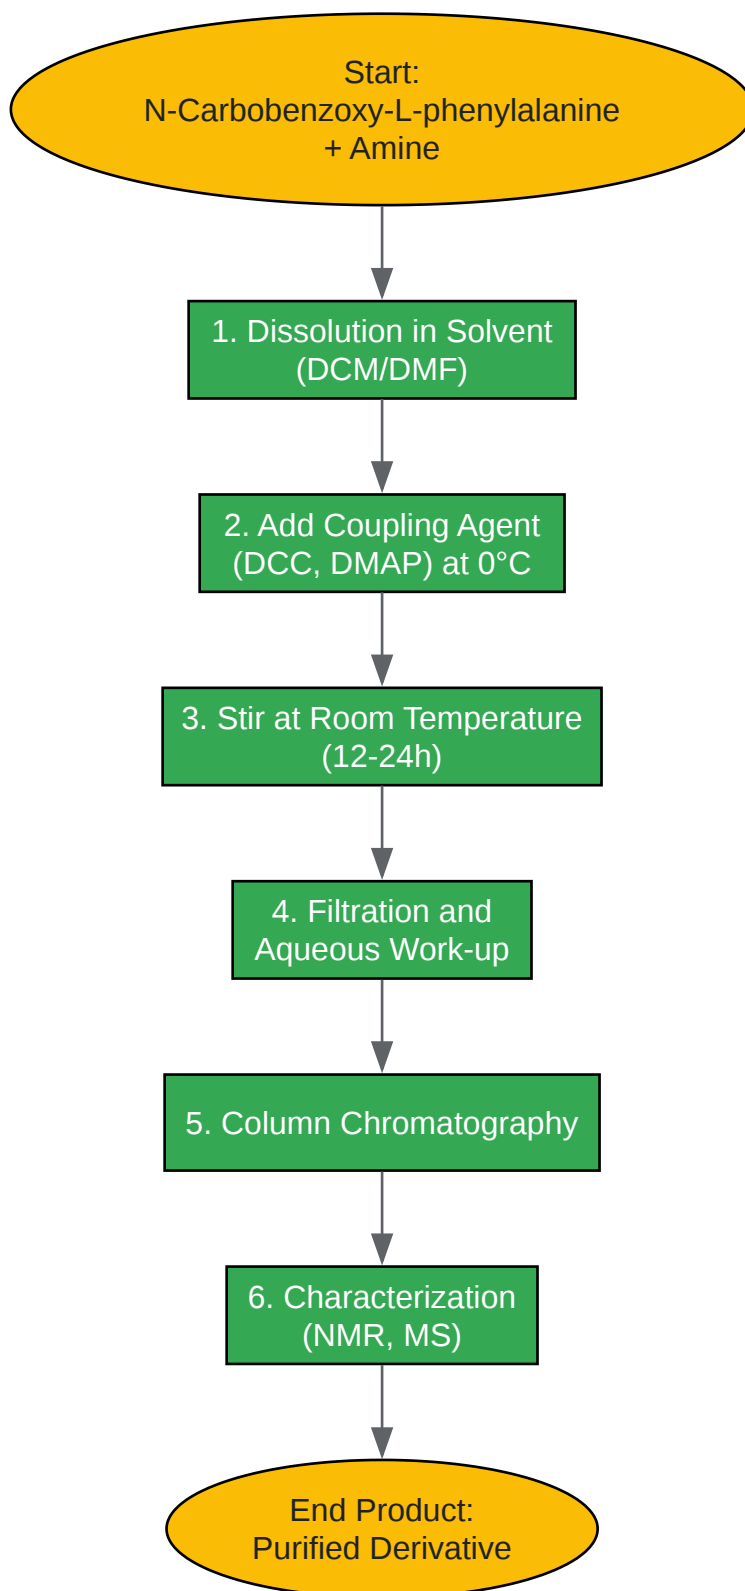 Start:
N-Carbobenzoxy-L-phenylalanine
+ Amine
1. Dissolution in Solvent
(DCM/DMF)
2. Add Coupling Agent
(DCC, DMAP) at 0°C
3. Stir at Room Temperature
(12-24h)
4. Filtration and
Aqueous Work-up
5. Column Chromatography
6. Characterization
(NMR, MS)
End Product:
Purified Derivative